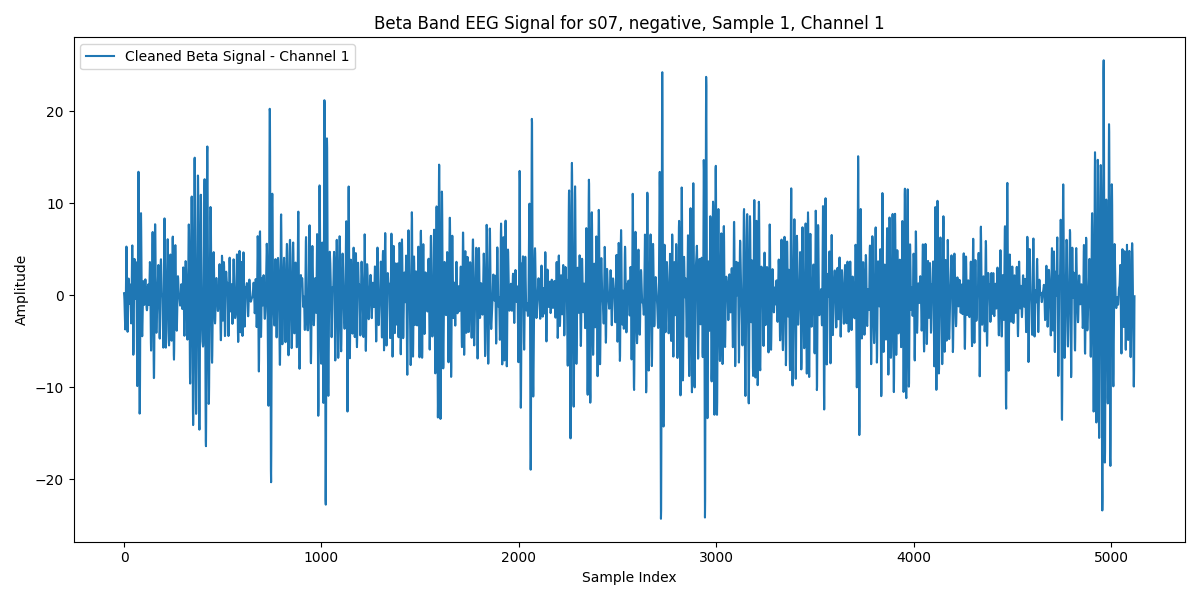 Beta Band EEG Signal for s07, negative, Sample 1, Channel 1
Cleaned Beta Signal - Channel 1
Amplitude
20
10
0
−10
−20
0 1000 2000 3000 4000 5000
Sample Index